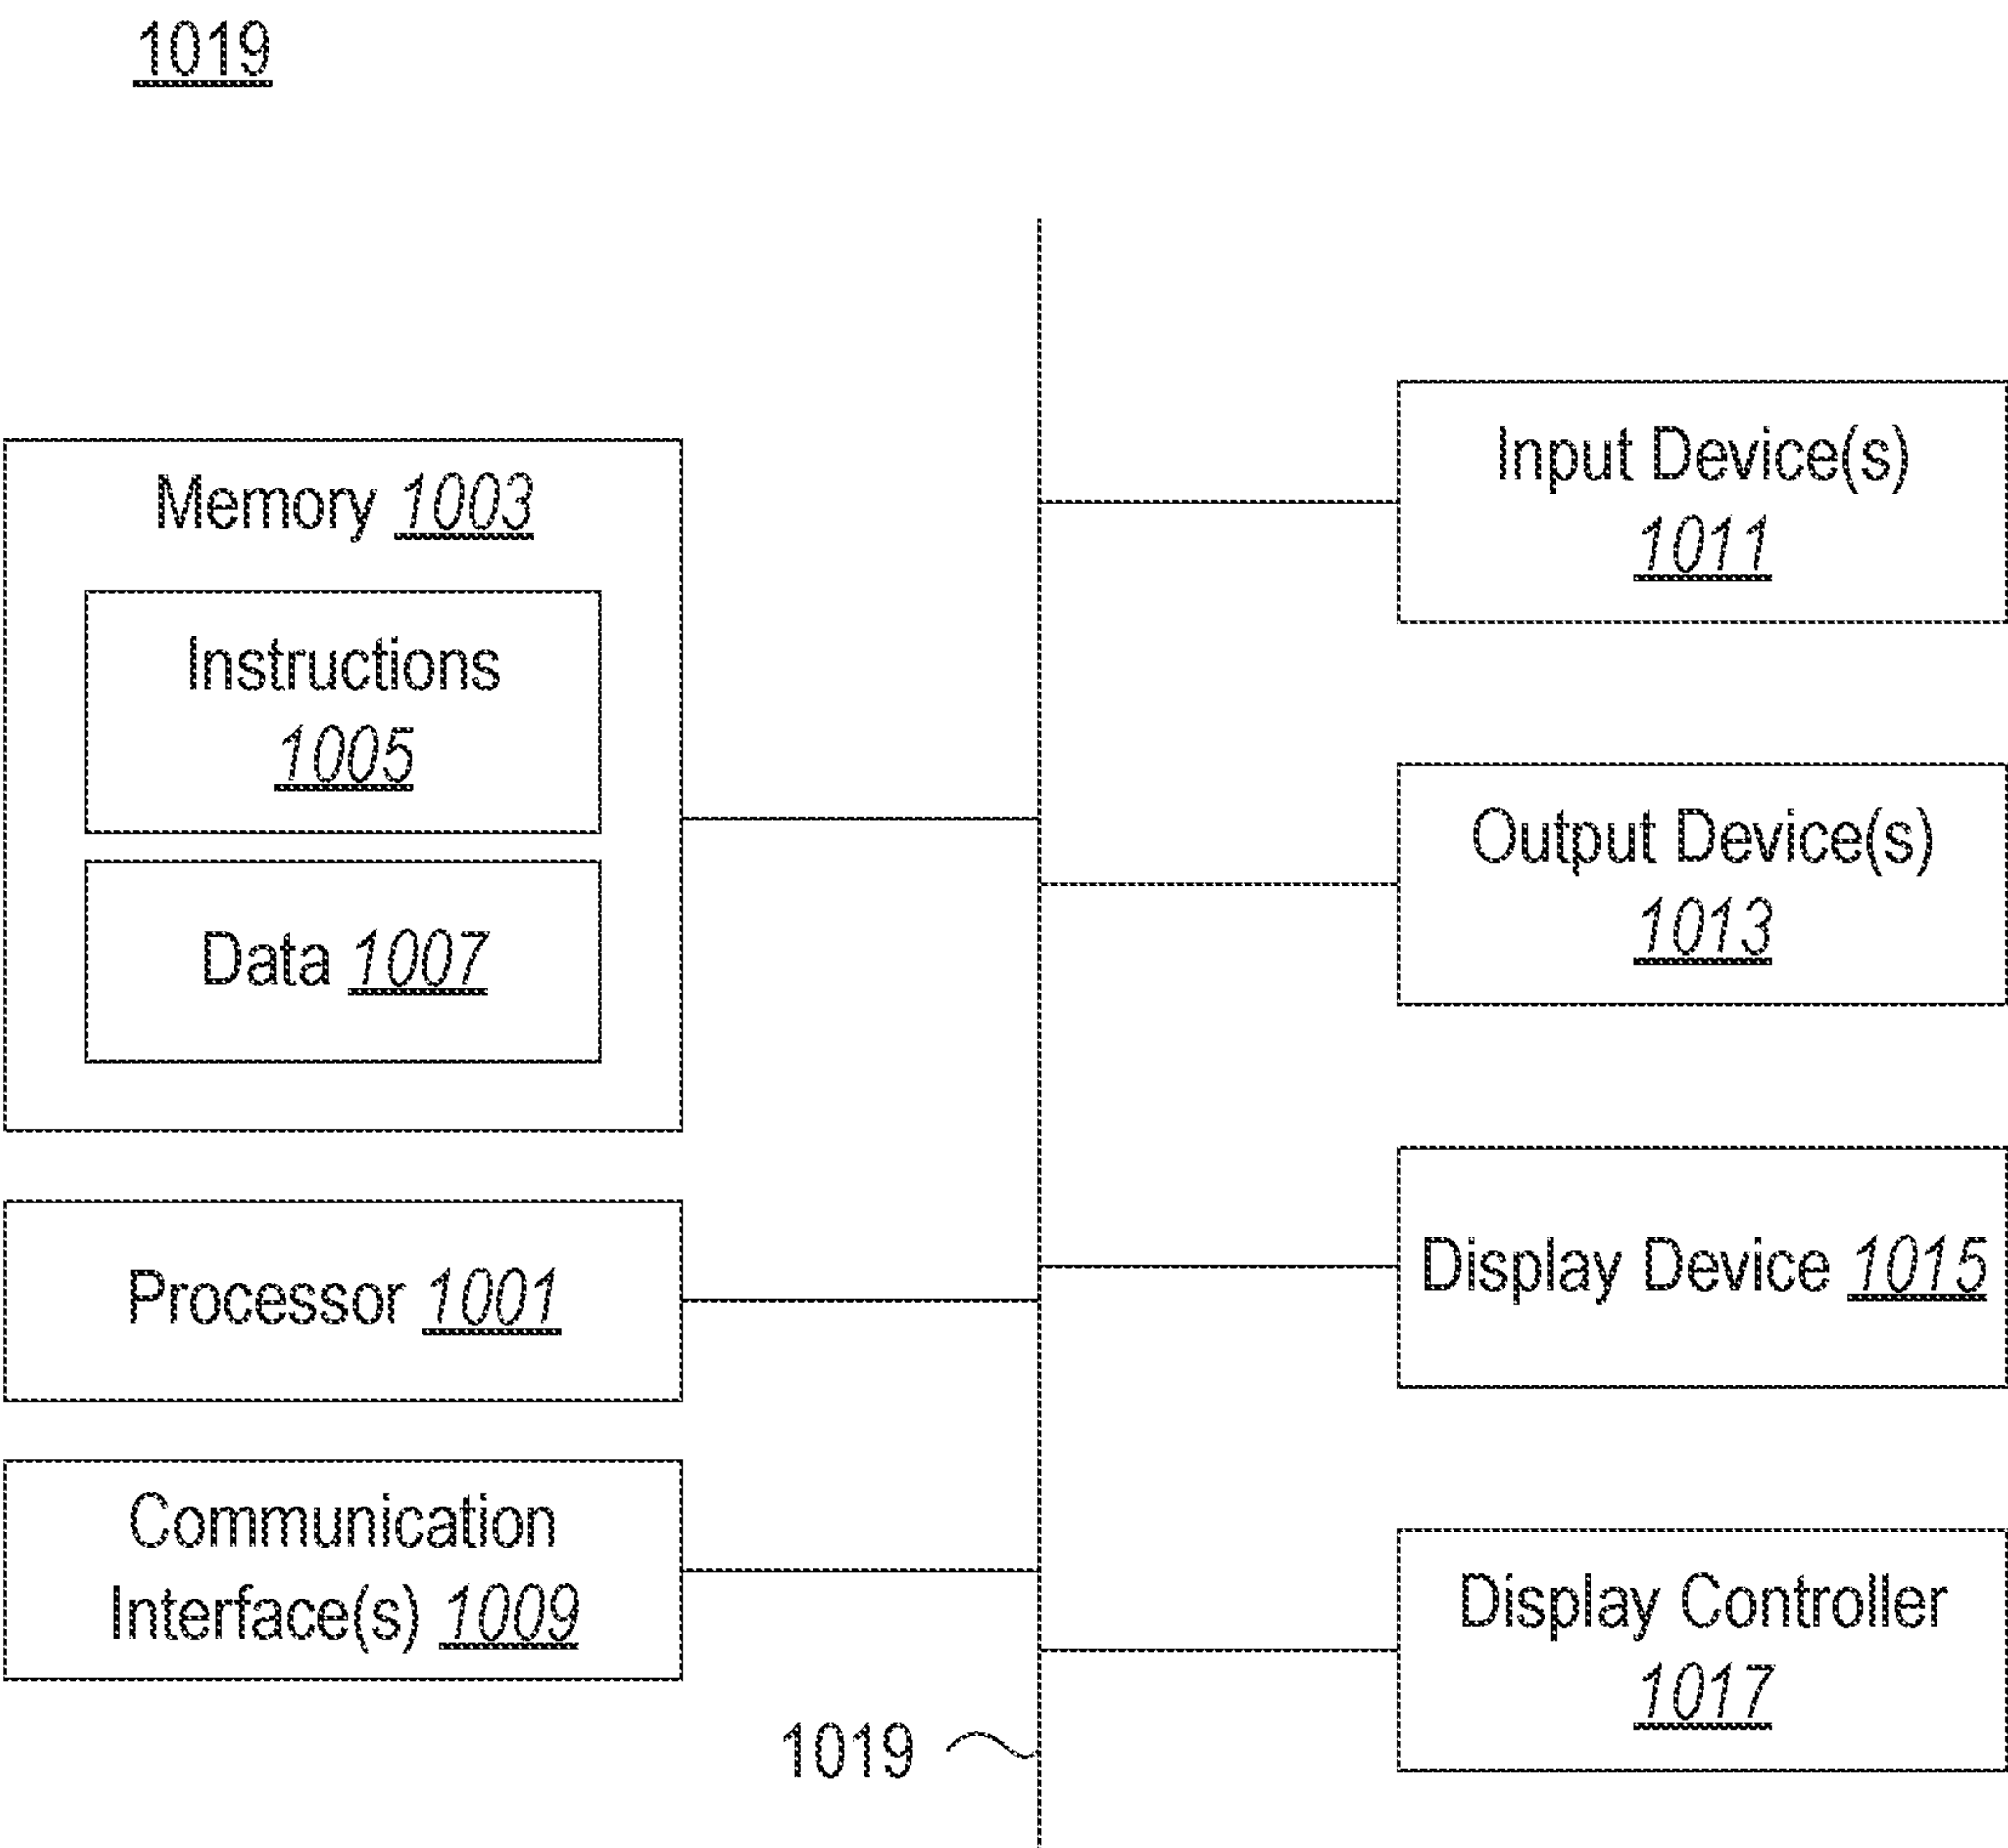 1019
Memory 1003
Instructions
1005
Data 1007
Processor 1001
Communication
Interface(s) 1009
Input Device(s)
1011
Output Device(s)
1013
Display Device 1015
Display Controller
1017
1019